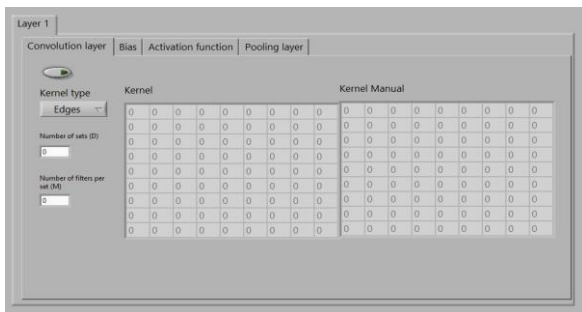 Layer 1
Convolution layer
Bias
Activation function
Pooling layer
Kernel type
Edges
Number of sets (D)
0
Number of filters per
set (M)
0
Kernel
0 0 0 0 0 0 0 0 0
0 0 0 0 0 0 0 0 0
0 0 0 0 0 0 0 0 0
0 0 0 0 0 0 0 0 0
0 0 0 0 0 0 0 0 0
0 0 0 0 0 0 0 0 0
0 0 0 0 0 0 0 0 0
0 0 0 0 0 0 0 0 0
0 0 0 0 0 0 0 0 0
Kernel Manual
0 0 0 0 0 0 0 0 0
0 0 0 0 0 0 0 0 0
0 0 0 0 0 0 0 0 0
0 0 0 0 0 0 0 0 0
0 0 0 0 0 0 0 0 0
0 0 0 0 0 0 0 0 0
0 0 0 0 0 0 0 0 0
0 0 0 0 0 0 0 0 0
0 0 0 0 0 0 0 0 0